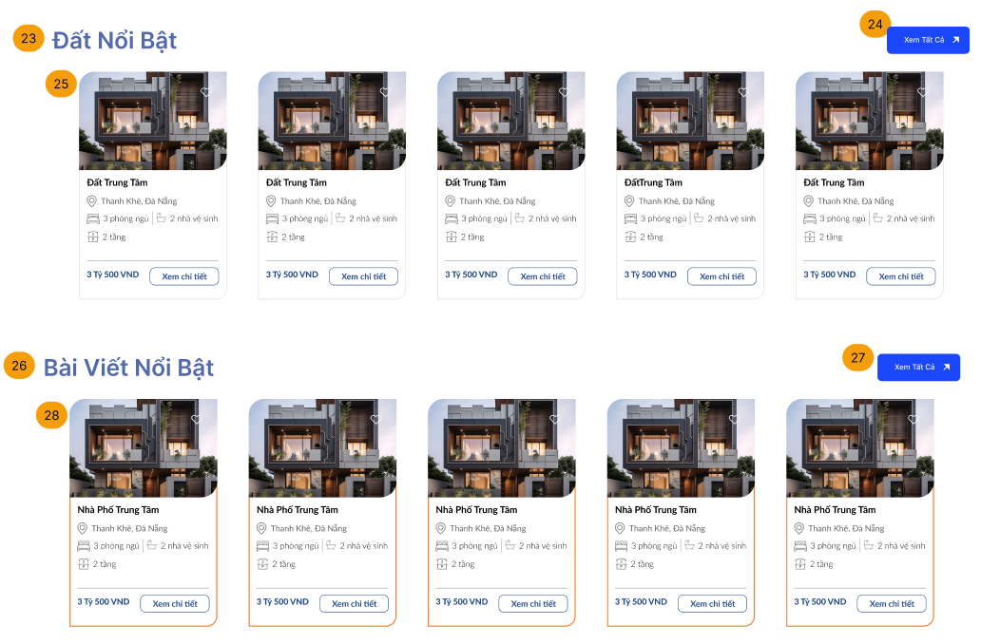 23 Đất Nổi Bật
24
Xem Tất Cả
25
Đất Trung Tâm Đất Trung Tâm Đất Trung Tâm ĐấtTrung Tâm Đất Trung Tâm
Thanh Khê, Đà Nẵng Thanh Khê, Đà Nẵng Thanh Khê, Đà Nẵng Thanh Khê, Đà Nẵng Thanh Khê, Đà Nẵng
3 phòng ngủ 2 nhà vệ sinh 3 phòng ngủ 2 nhà vệ sinh 3 phòng ngủ 2 nhà vệ sinh 3 phòng ngủ 2 nhà vệ sinh 3 phòng ngủ 2 nhà vệ sinh
2 tầng 2 tầng 2 tầng 2 tầng 2 tầng
3 Tỷ 500 VND Xem chi tiết 3 Tỷ 500 VND Xem chi tiết 3 Tỷ 500 VND Xem chi tiết 3 Tỷ 500 VND Xem chi tiết 3 Tỷ 500 VND Xem chi tiết
26 Bài Viết Nổi Bật
27
Xem Tất Cả
28
Nhà Phố Trung Tâm Nhà Phố Trung Tâm Nhà Phố Trung Tâm Nhà Phố Trung Tâm Nhà Phố Trung Tâm
Thanh Khê, Đà Nẵng Thanh Khê, Đà Nẵng Thanh Khê, Đà Nẵng Thanh Khê, Đà Nẵng Thanh Khê, Đà Nẵng
3 phòng ngủ 2 nhà vệ sinh 3 phòng ngủ 2 nhà vệ sinh 3 phòng ngủ 2 nhà vệ sinh 3 phòng ngủ 2 nhà vệ sinh 3 phòng ngủ 2 nhà vệ sinh
2 tầng 2 tầng 2 tầng 2 tầng 2 tầng
3 Tỷ 500 VND Xem chi tiết 3 Tỷ 500 VND Xem chi tiết 3 Tỷ 500 VND Xem chi tiết 3 Tỷ 500 VND Xem chi tiết 3 Tỷ 500 VND Xem chi tiết